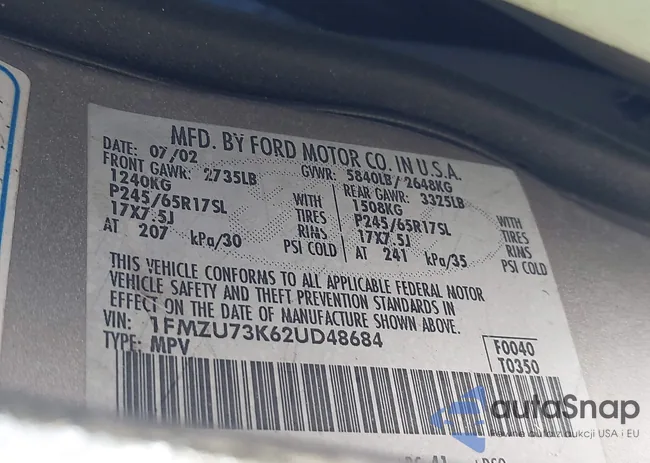 MFD. BY FORD MOTOR CO. IN U.S.A.
DATE: 07/02 GVWR: 5840LB/ 2648KG
FRONT GAWR: 2735LB REAR GAWR: 3325LB
1240KG WITH 1508KG WITH
P245/65R17SL TIRES P245/65R17SL TIRES
17X7.5J RIMS 17X7.5J RIMS
AT 207 kPa/30 PSI COLD AT 241 kPa/35 PSI COLD
THIS VEHICLE CONFORMS TO ALL APPLICABLE FEDERAL MOTOR
VEHICLE SAFETY AND THEFT PREVENTION STANDARDS IN
EFFECT ON THE DATE OF MANUFACTURE SHOWN ABOVE.
VIN: 1FMZU73K62UD48684
TYPE: MPV
F0040
T0350
autoSnap